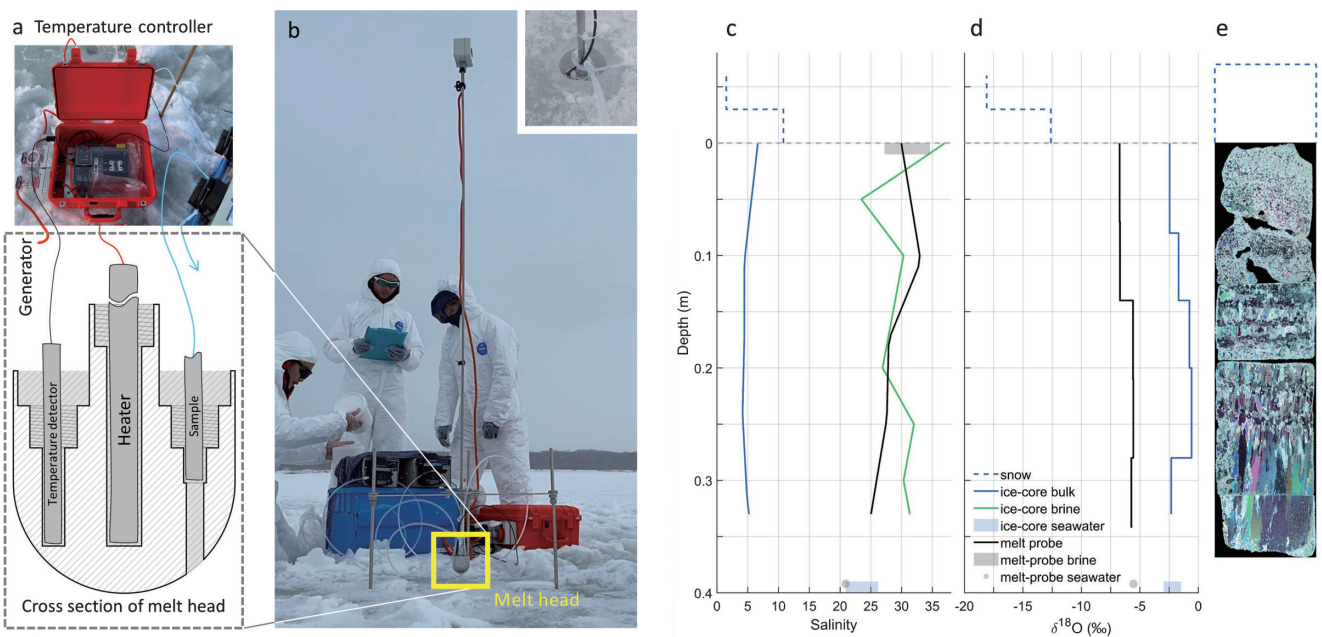 a
Temperature controller
Generator
Temperature detector
Heater
Sample
Cross section of melt head
b
Melt head
c
0
0.1
0.2
0.3
0.4
Depth (m)
0 5 10 15 20 25 30 35
Salinity
d
snow
ice-core bulk
ice-core brine
ice-core seawater
melt probe
melt-probe brine
melt-probe seawater
-20 -15 -10 -5 0
δ¹⁸O (‰)
e